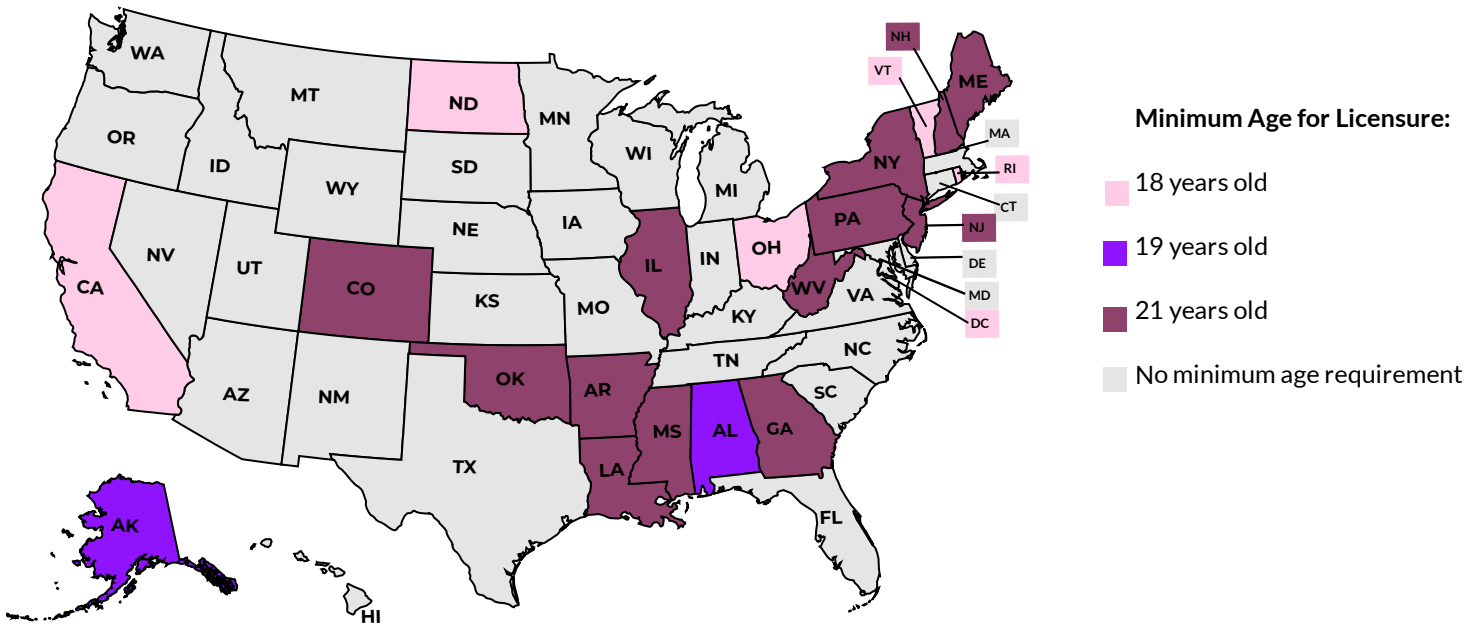 WA
MT
ND
MN
OR
ID
SD
WI
MI
WY
NE
IA
NV
UT
CO
KS
MO
IL
IN
OH
CA
AZ
NM
OK
TX
AR
LA
MS
AL
GA
TN
KY
WV
VA
NC
SC
FL
PA
NY
ME
NH
VT
MA
RI
CT
NJ
DE
MD
DC
AK
HI
Minimum Age for Licensure:
18 years old
19 years old
21 years old
No minimum age requirement